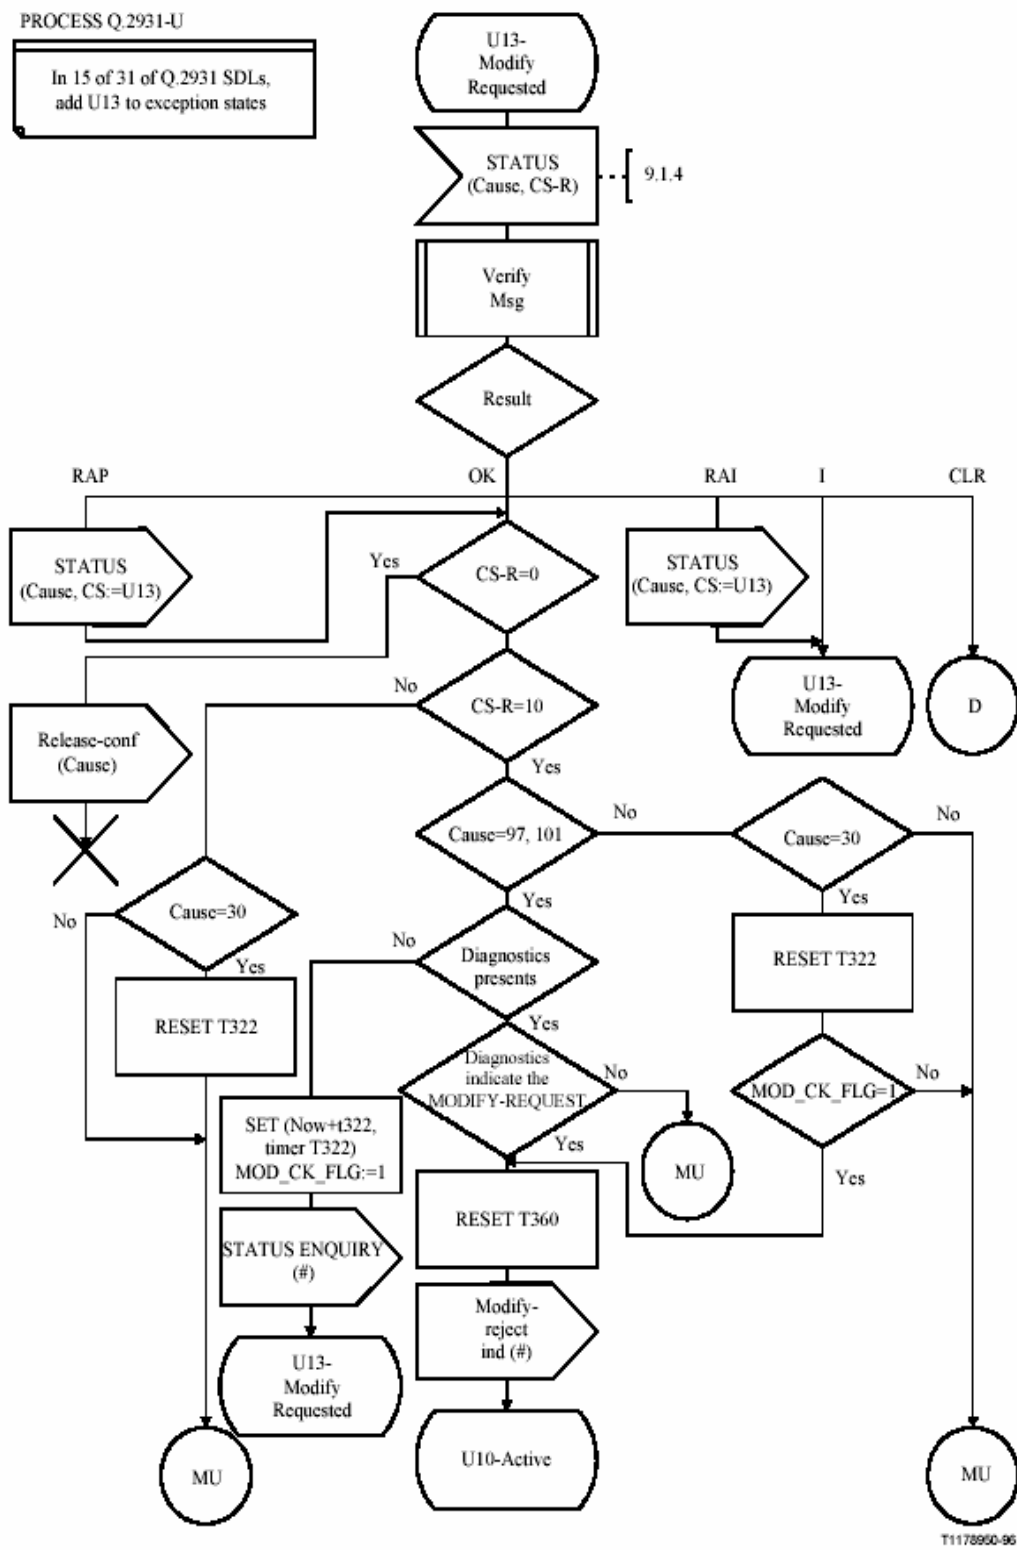 PROCESS Q.2931-U
In 15 of 31 of Q.2931 SDLs,
add U13 to exception states
U13-
Modify
Requested
STATUS
(Cause, CS-R)
9.1.4
Verify
Msg
Result
RAP
OK
RAI
I
CLR
STATUS
(Cause, CS:=U13)
Yes
CS-R=0
STATUS
(Cause, CS:=U13)
No
CS-R=10
U13-
Modify
Requested
D
Release-conf
(Cause)
Yes
Cause=97, 101
No
Cause=30
No
No
Cause=30
Yes
Yes
No
Diagnostics
presents
RESET T322
Yes
RESET T322
Yes
Diagnostics
indicate the
MODIFY-REQUEST
No
MOD_CK_FLG=1
No
SET (Now+t322,
timer T322)
MOD_CK_FLG:=1
Yes
MU
Yes
RESET T360
STATUS ENQUIRY
(#)
Modify-
reject
ind (#)
U13-
Modify
Requested
U10-Active
MU
MU
T1178950-96